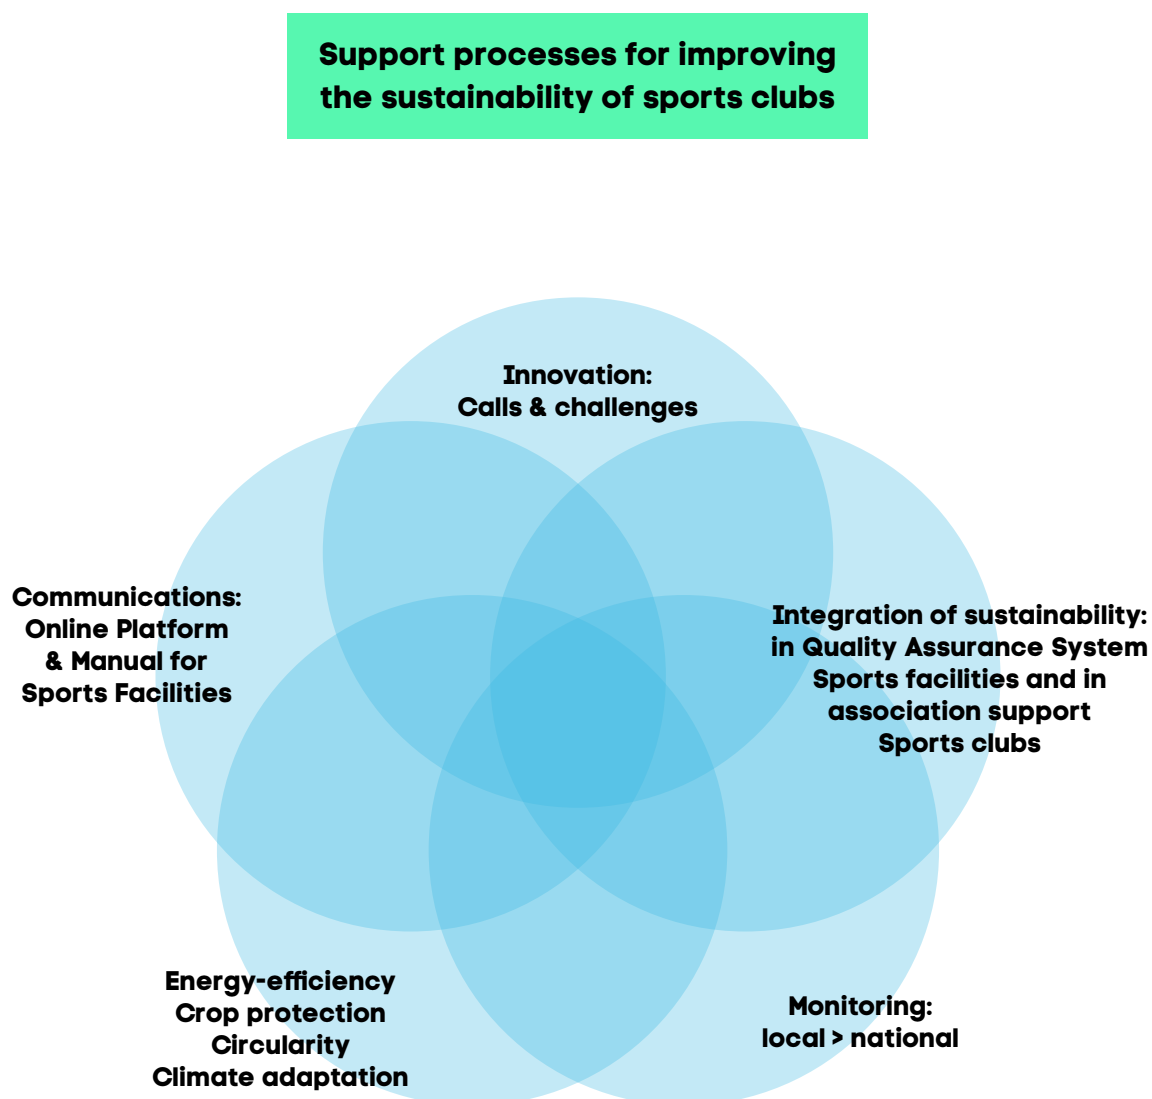 Support processes for improving
the sustainability of sports clubs
Innovation:
Calls & challenges
Communications:
Online Platform
& Manual for
Sports Facilities
Integration of sustainability:
in Quality Assurance System
Sports facilities and in
association support
Sports clubs
Energy-efficiency
Crop protection
Circularity
Climate adaptation
Monitoring:
local > national